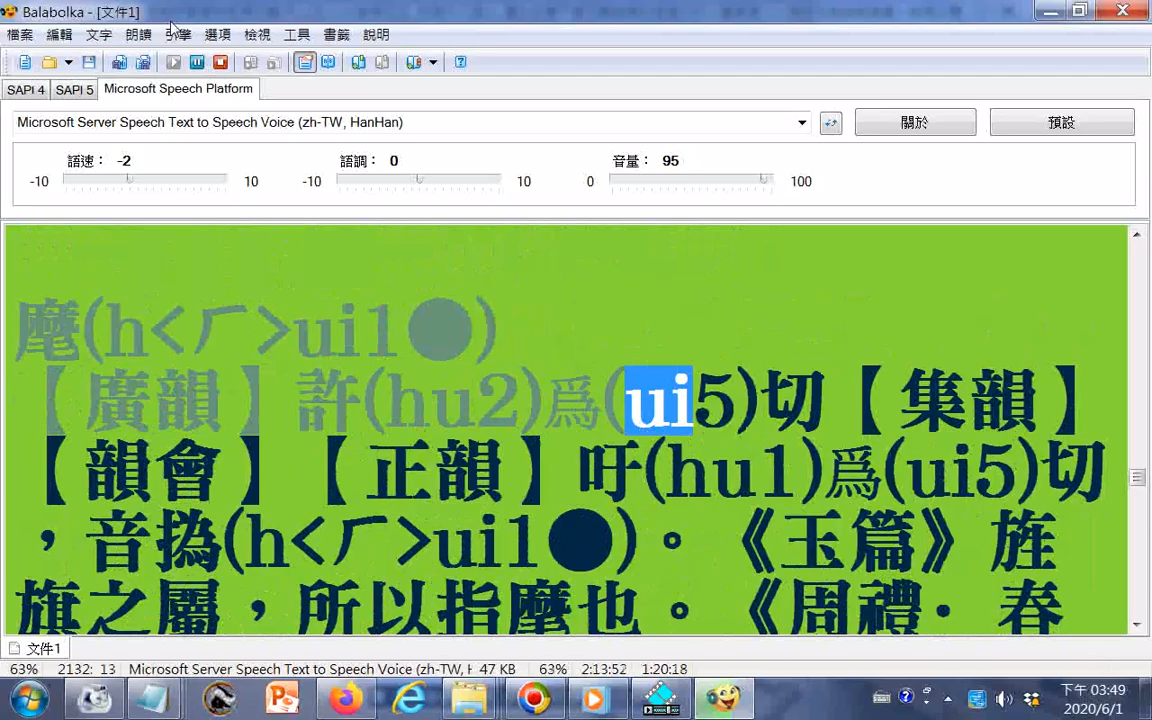 Balabolka - [文件1]
檔案 編輯 文字 朗讀 引擎 選項 檢視 工具 書籤 說明
SAPI 4 SAPI 5 Microsoft Speech Platform
Microsoft Server Speech Text to Speech Voice (zh-TW, HanHan) 關於 預設
語速： -2 語調： 0 音量： 95
-10 10 -10 10 0 100
麾(h<ㄏ>ui1●)
【廣韻】許(hu2)爲(ui5)切【集韻】
【韻會】【正韻】吁(hu1)爲(ui5)切
，音撝(h<ㄏ>ui1●)。《玉篇》旌
旗之屬，所以指麾也。《周禮·春
文件1
63% 2132: 13 Microsoft Server Speech Text to Speech Voice (zh-TW, H 47 KB 63% 2:13:52 1:20:18
下午 03:49
2020/6/1